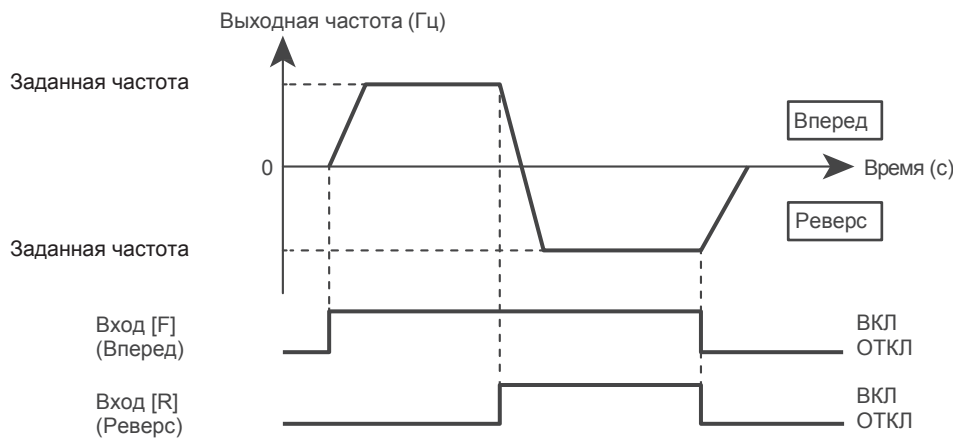 Выходная частота (Гц)
Заданная частота
Вперед
0
Время (с)
Реверс
Заданная частота
Вход [F]
(Вперед)
ВКЛ
ОТКЛ
Вход [R]
(Реверс)
ВКЛ
ОТКЛ